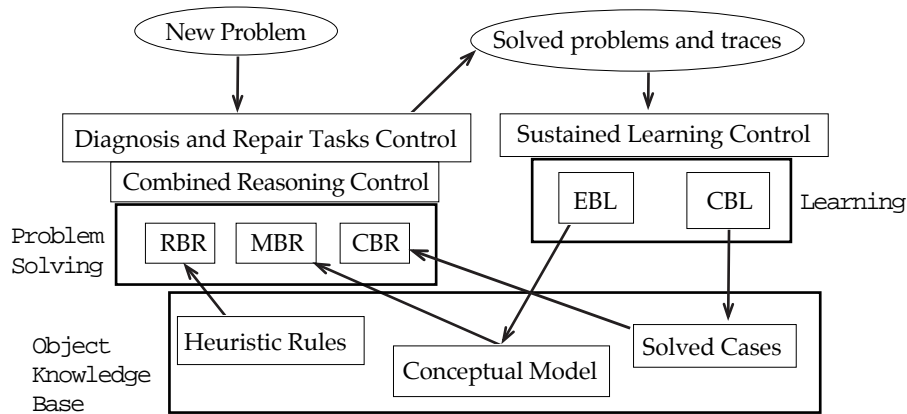 New Problem
Solved problems and traces
Diagnosis and Repair Tasks Control
Sustained Learning Control
Combined Reasoning Control
EBL
CBL
Learning
Problem
Solving
RBR
MBR
CBR
Heuristic Rules
Solved Cases
Conceptual Model
Object
Knowledge
Base